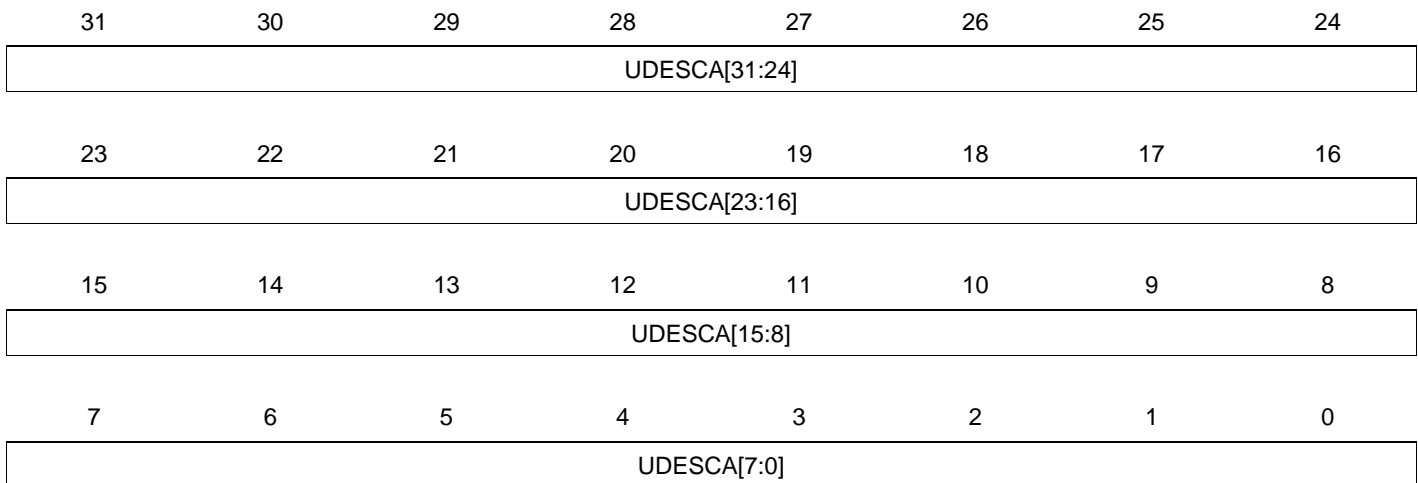 31 30 29 28 27 26 25 24
UDESCA[31:24]
23 22 21 20 19 18 17 16
UDESCA[23:16]
15 14 13 12 11 10 9 8
UDESCA[15:8]
7 6 5 4 3 2 1 0
UDESCA[7:0]